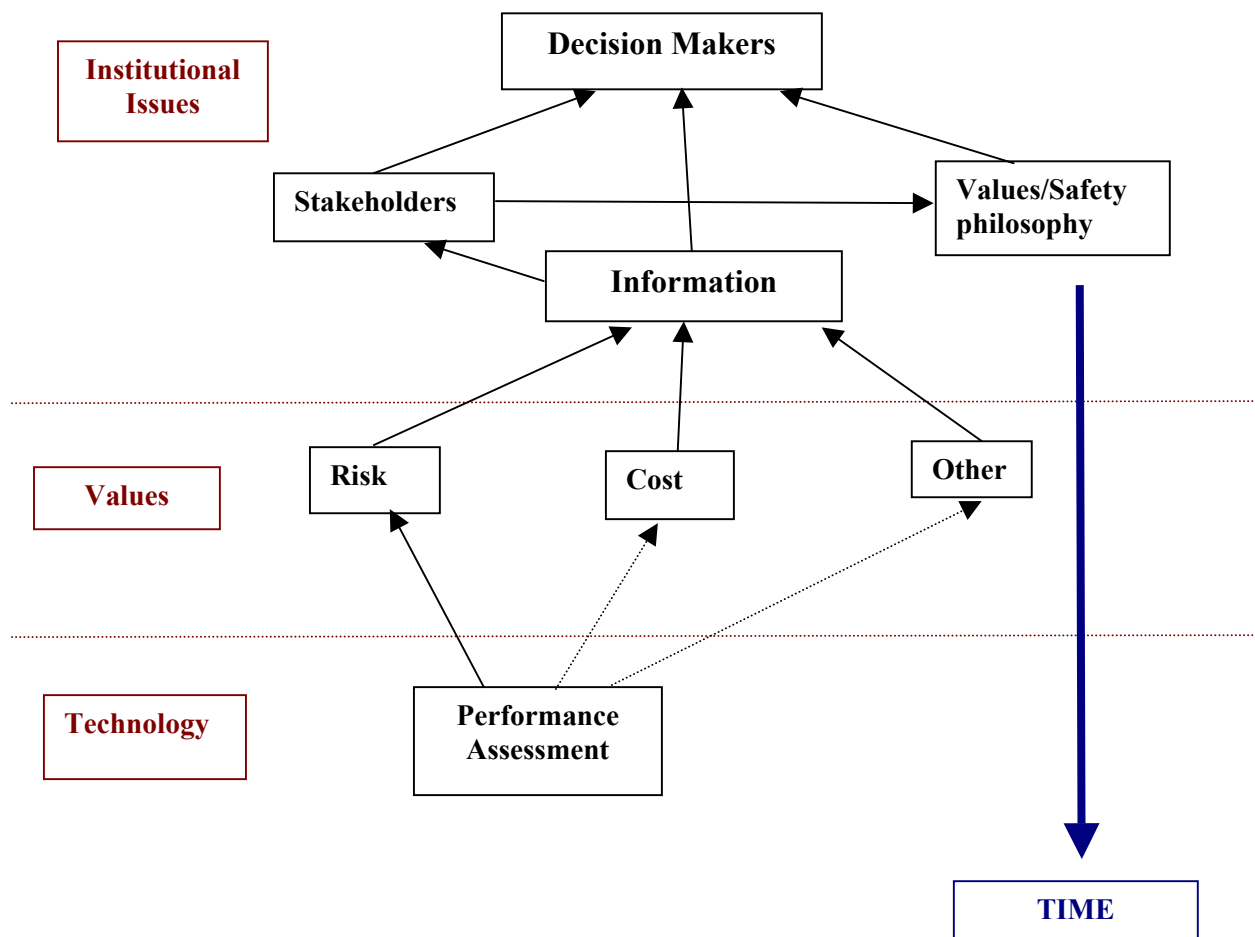 Decision Makers
Institutional
Issues
Stakeholders
Values/Safety
philosophy
Information
Risk
Cost
Other
Values
Technology
Performance
Assessment
TIME